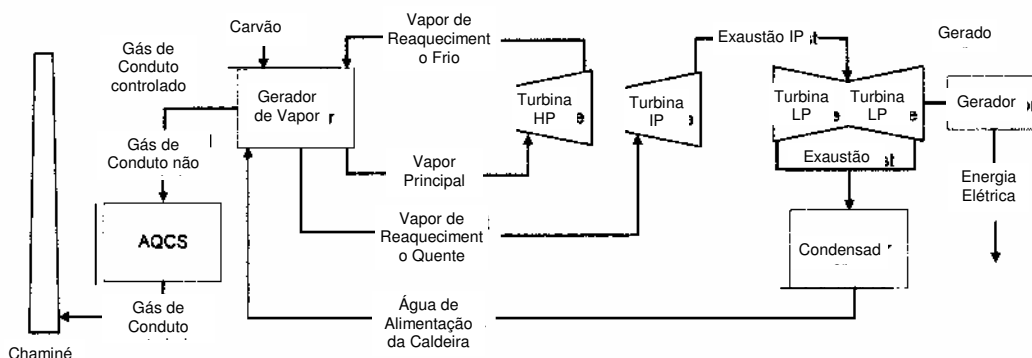 Carvão
Vapor de
Reaqueciment
o Frio
Exaustão IP
Gerado
Gás de
Conduto
controlado
Gerador
de Vapor
Turbina
HP
Turbina
IP
Turbina
LP
Turbina
LP
Gerador
Gás de
Conduto não
Vapor
Principal
Exaustão
Energia
Elétrica
AQCS
Vapor de
Reaqueciment
o Quente
Condensad
Gás de
Conduto
Água de
Alimentação
da Caldeira
Chaminé